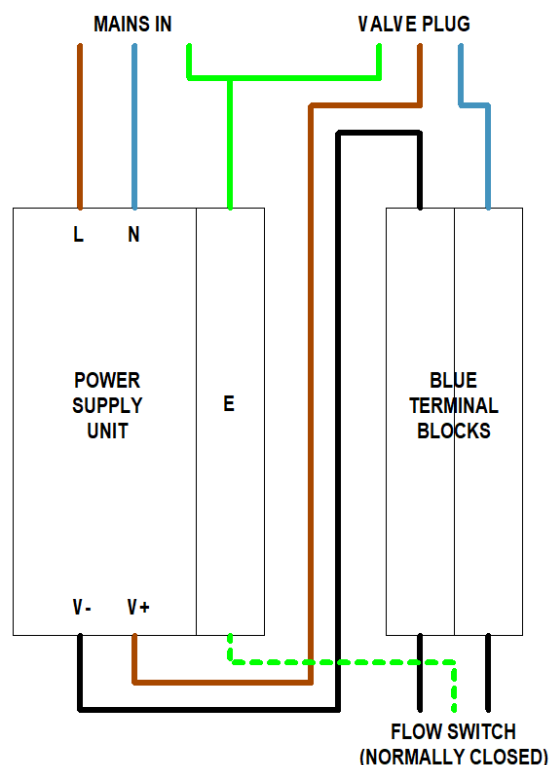 MAINS IN
VALVE PLUG
L
N
POWER
SUPPLY
UNIT
E
BLUE
TERMINAL
BLOCKS
V-
V+
FLOW SWITCH
(NORMALLY CLOSED)